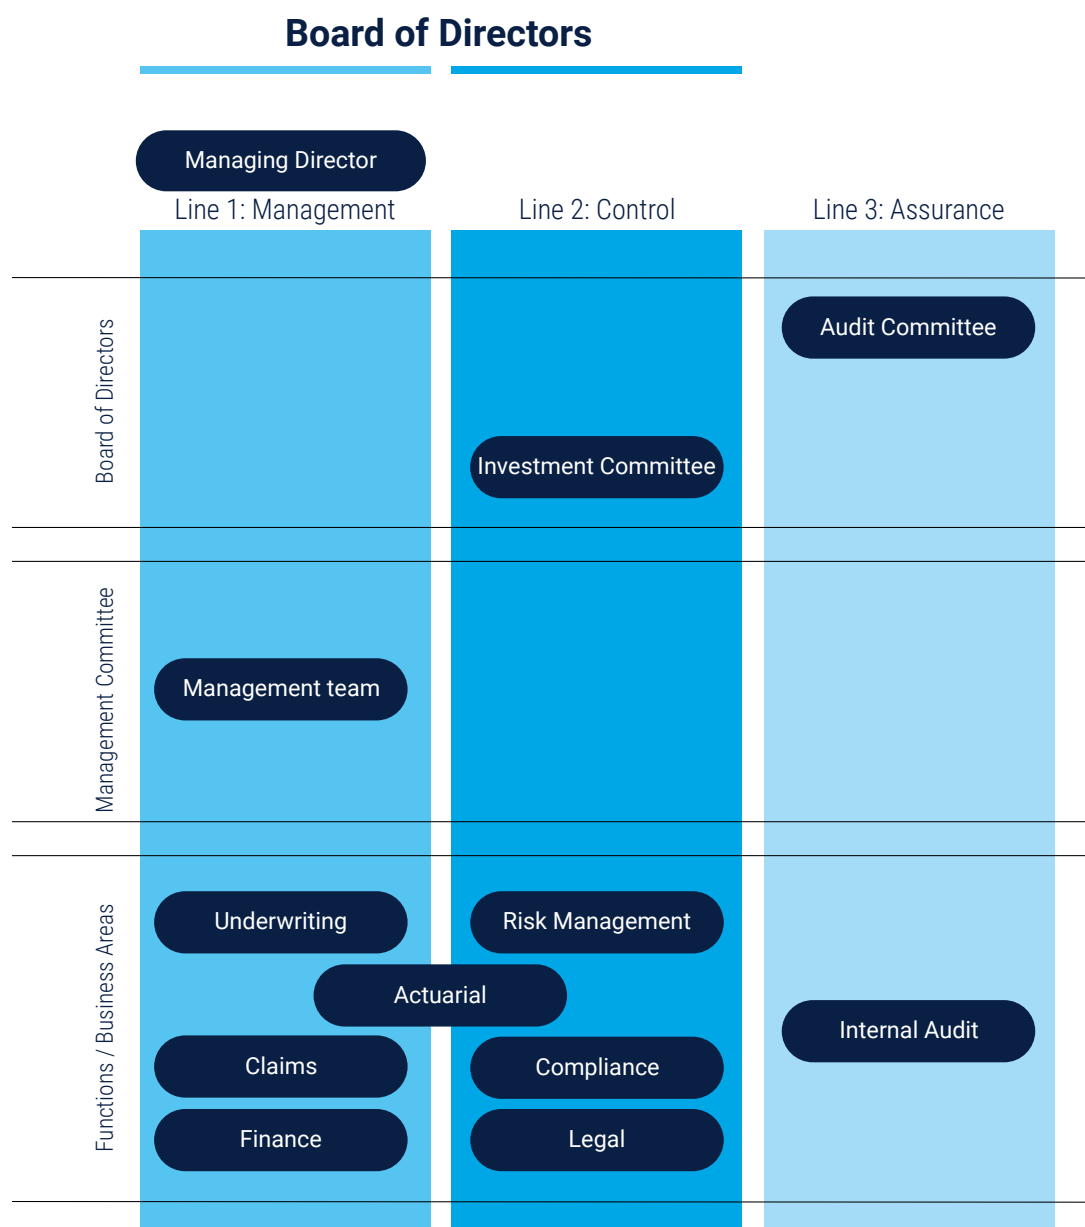 Board of Directors
Managing Director
Line 1: Management
Line 2: Control
Line 3: Assurance
Board of Directors
Audit Committee
Investment Committee
Management Committee
Management team
Functions / Business Areas
Underwriting
Risk Management
Actuarial
Internal Audit
Claims
Compliance
Finance
Legal